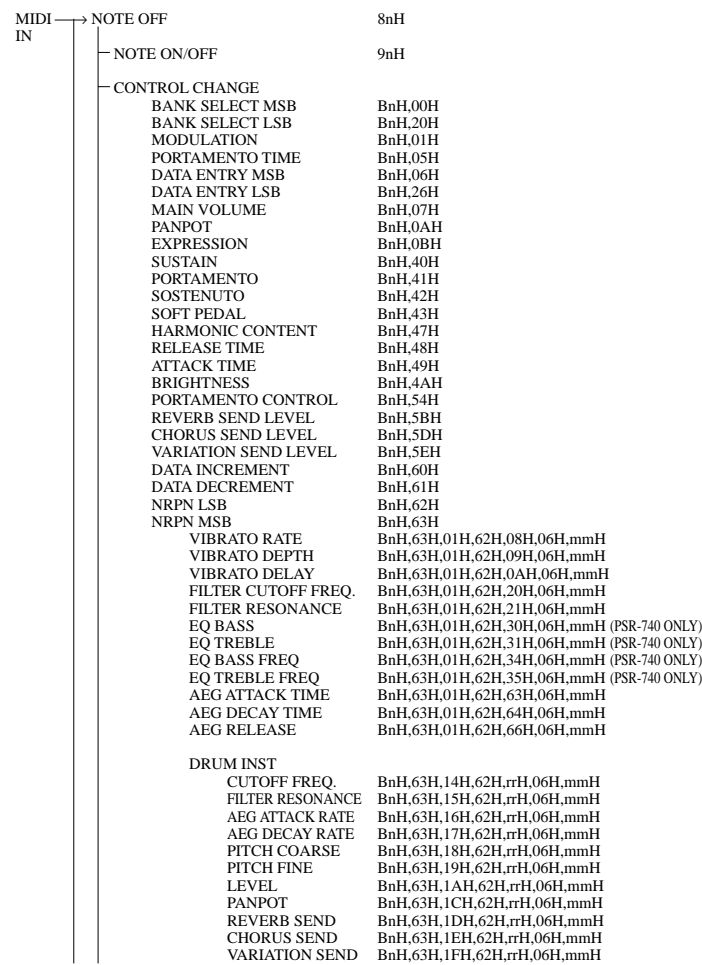 MIDI IN → NOTE OFF 8nH
NOTE ON/OFF 9nH
CONTROL CHANGE
BANK SELECT MSB BnH,00H
BANK SELECT LSB BnH,20H
MODULATION BnH,01H
PORTAMENTO TIME BnH,05H
DATA ENTRY MSB BnH,06H
DATA ENTRY LSB BnH,26H
MAIN VOLUME BnH,07H
PANPOT BnH,0AH
EXPRESSION BnH,0BH
SUSTAIN BnH,40H
PORTAMENTO BnH,41H
SOSTENUTO BnH,42H
SOFT PEDAL BnH,43H
HARMONIC CONTENT BnH,47H
RELEASE TIME BnH,48H
ATTACK TIME BnH,49H
BRIGHTNESS BnH,4AH
PORTAMENTO CONTROL BnH,54H
REVERB SEND LEVEL BnH,5BH
CHORUS SEND LEVEL BnH,5DH
VARIATION SEND LEVEL BnH,5EH
DATA INCREMENT BnH,60H
DATA DECREMENT BnH,61H
NRPN LSB BnH,62H
NRPN MSB BnH,63H
VIBRATO RATE BnH,63H,01H,62H,08H,06H,mmH
VIBRATO DEPTH BnH,63H,01H,62H,09H,06H,mmH
VIBRATO DELAY BnH,63H,01H,62H,0AH,06H,mmH
FILTER CUTOFF FREQ. BnH,63H,01H,62H,20H,06H,mmH
FILTER RESONANCE BnH,63H,01H,62H,21H,06H,mmH
EQ BASS BnH,63H,01H,62H,30H,06H,mmH (PSR-740 ONLY)
EQ TREBLE BnH,63H,01H,62H,31H,06H,mmH (PSR-740 ONLY)
EQ BASS FREQ BnH,63H,01H,62H,34H,06H,mmH (PSR-740 ONLY)
EQ TREBLE FREQ BnH,63H,01H,62H,35H,06H,mmH (PSR-740 ONLY)
AEG ATTACK TIME BnH,63H,01H,62H,63H,06H,mmH
AEG DECAY TIME BnH,63H,01H,62H,64H,06H,mmH
AEG RELEASE BnH,63H,01H,62H,66H,06H,mmH
DRUM INST
CUTOFF FREQ. BnH,63H,14H,62H,rrH,06H,mmH
FILTER RESONANCE BnH,63H,15H,62H,rrH,06H,mmH
AEG ATTACK RATE BnH,63H,16H,62H,rrH,06H,mmH
AEG DECAY RATE BnH,63H,17H,62H,rrH,06H,mmH
PITCH COARSE BnH,63H,18H,62H,rrH,06H,mmH
PITCH FINE BnH,63H,19H,62H,rrH,06H,mmH
LEVEL BnH,63H,1AH,62H,rrH,06H,mmH
PANPOT BnH,63H,1CH,62H,rrH,06H,mmH
REVERB SEND BnH,63H,1DH,62H,rrH,06H,mmH
CHORUS SEND BnH,63H,1EH,62H,rrH,06H,mmH
VARIATION SEND BnH,63H,1FH,62H,rrH,06H,mmH